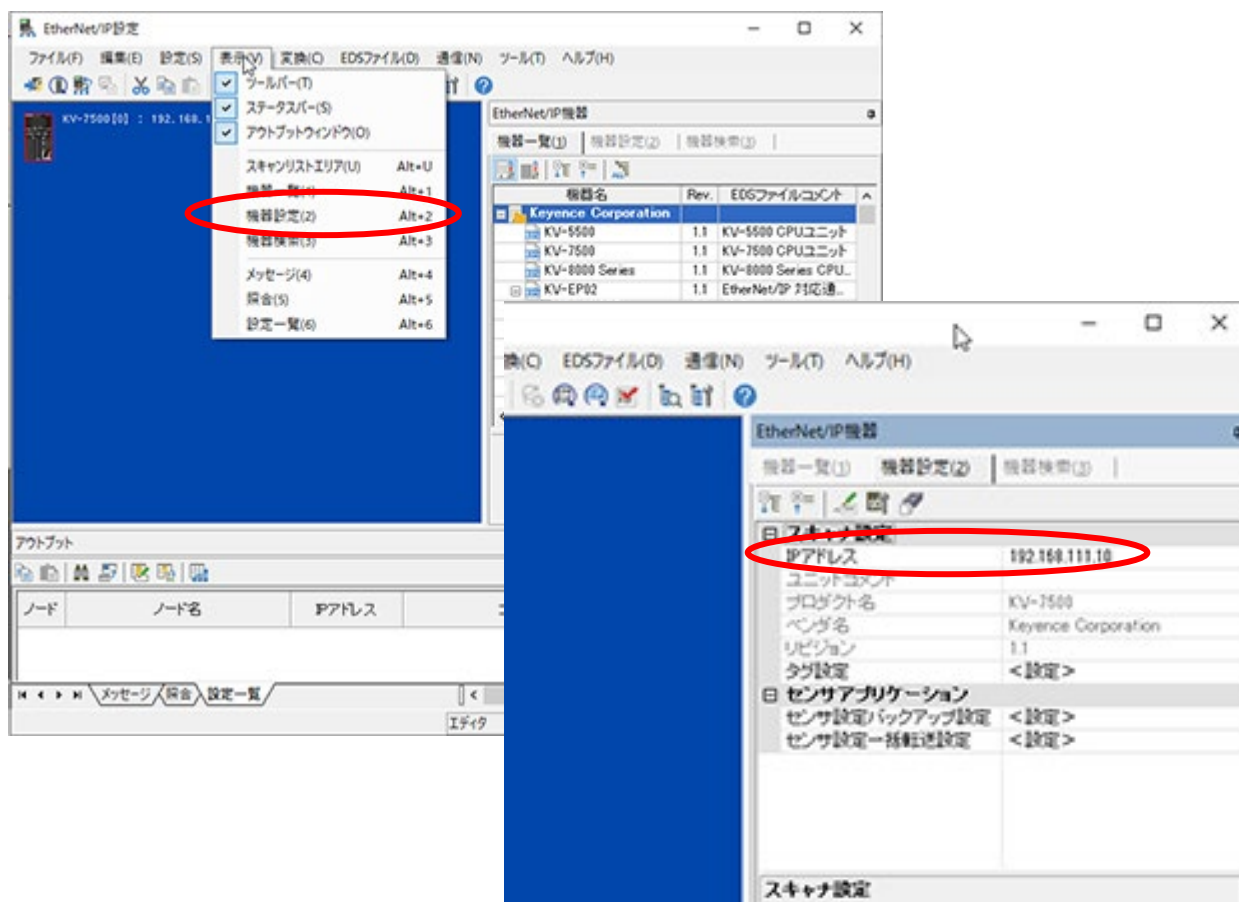 EtherNet/IP設定
ファイル(F) 編集(E) 設定(S) 表示(V) 変換(C) EDSファイル(D) 通信(N) ツール(T) ヘルプ(H)
KV-7500[0] : 192.168.1
ツールバー(T)
ステータスバー(S)
アウトプットウィンドウ(O)
スキャンリストエリア(U) Alt+U
機器一覧(1) Alt+1
機器設定(2) Alt+2
機器検索(3) Alt+3
メッセージ(4) Alt+4
照合(5) Alt+5
設定一覧(6) Alt+6
EtherNet/IP機器
機器一覧(1) 機器設定(2) 機器検索(3)
機器名 Rev. EDSファイルコメント
Keyence Corporation
KV-5500 1.1 KV-5500 CPUユニット
KV-7500 1.1 KV-7500 CPUユニット
KV-8000 Series 1.1 KV-8000 Series CPU...
KV-EP02 1.1 EtherNet/IP 対応通...
アウトプット
ノード ノード名 IPアドレス
メッセージ 照合 設定一覧
エディタ
換(C) EDSファイル(D) 通信(N) ツール(T) ヘルプ(H)
EtherNet/IP機器
機器一覧(1) 機器設定(2) 機器検索(3)
スキャナ設定
IPアドレス 192.168.111.10
ユニットコメント
プロダクト名 KV-7500
ベンダ名 Keyence Corporation
リビジョン 1.1
タグ設定 <設定>
センサアプリケーション
センサ設定バックアップ設定 <設定>
センサ設定一括転送設定 <設定>
スキャナ設定